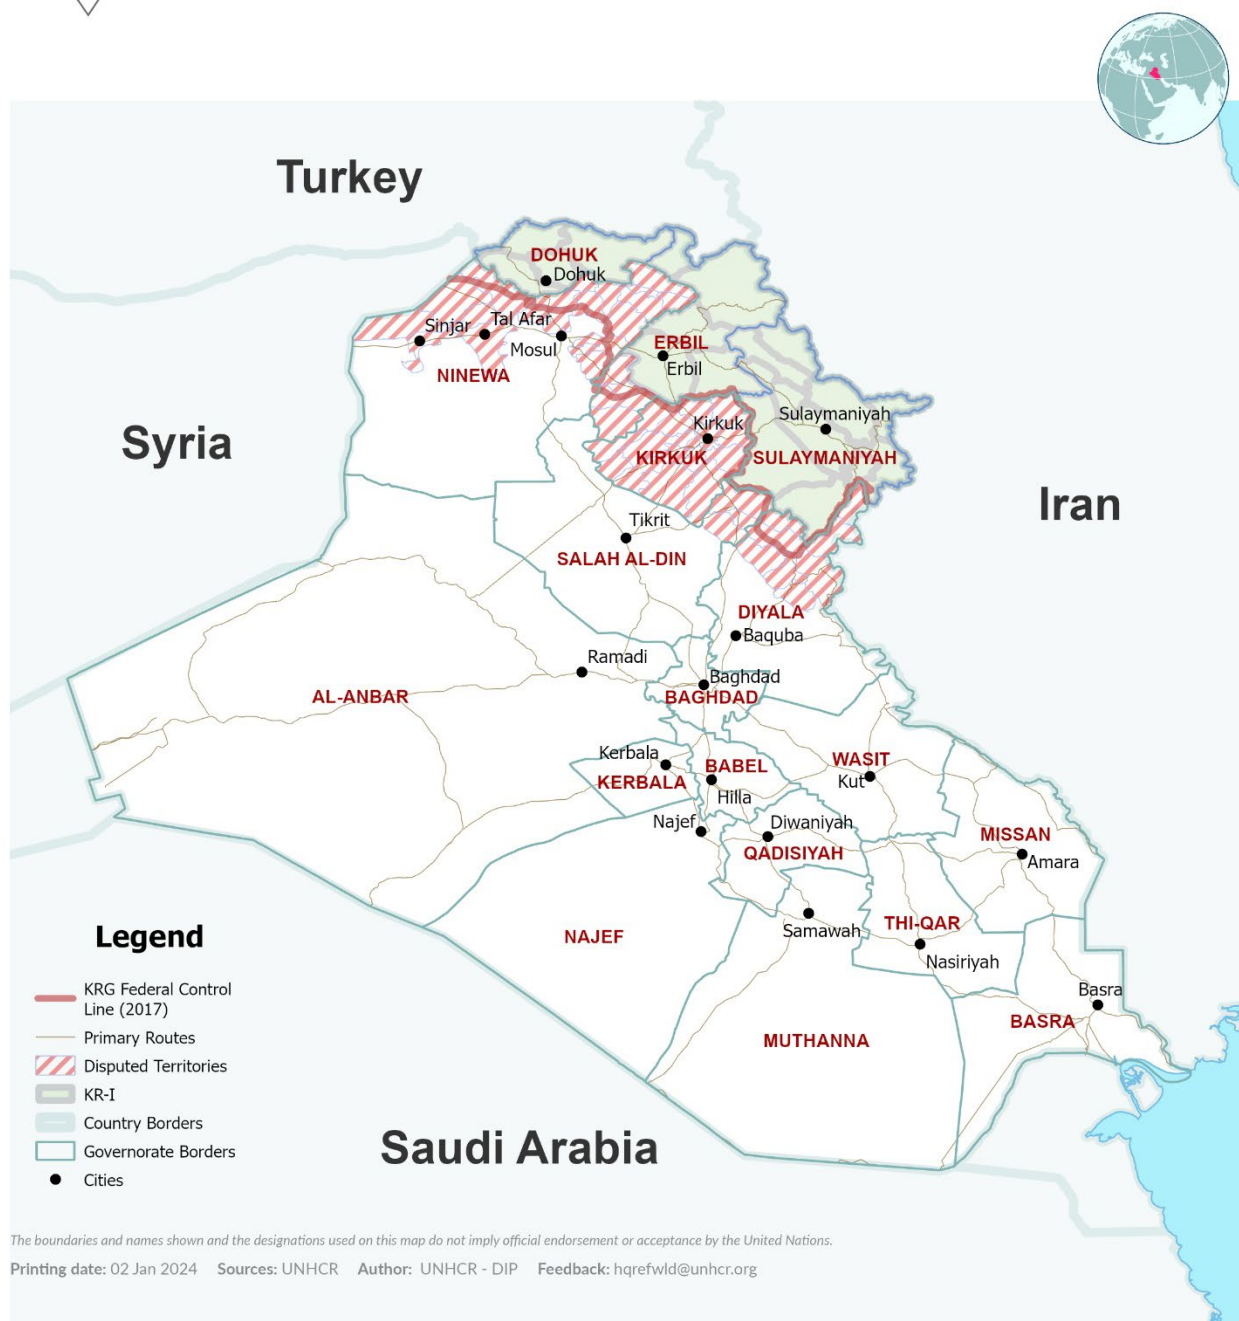 Turkey
DOHUK
Dohuk
Sinjar
Tal Afar
Mosul
NINEWA
ERBIL
Erbil
Syria
Kirkuk
KIRKUK
Sulaymaniyah
SULAYMANIYAH
Iran
Tikrit
SALAH AL-DIN
DIYALA
Baquba
Ramadi
AL-ANBAR
Baghdad
BAGHDAD
Kerbala
KERBALA
BABEL
Hilla
WASIT
Kut
Najef
Diwaniyah
QADISIYAH
MISSAN
Amara
NAJEF
Samawah
THI-QAR
Nasiriyah
Basra
BASRA
MUTHANNA
Saudi Arabia
Legend
KRG Federal Control
Line (2017)
Primary Routes
Disputed Territories
KR-I
Country Borders
Governorate Borders
Cities
The boundaries and names shown and the designations used on this map do not imply official endorsement or acceptance by the United Nations.
Printing date: 02 Jan 2024 Sources: UNHCR Author: UNHCR - DIP Feedback: hqrefwld@unhcr.org